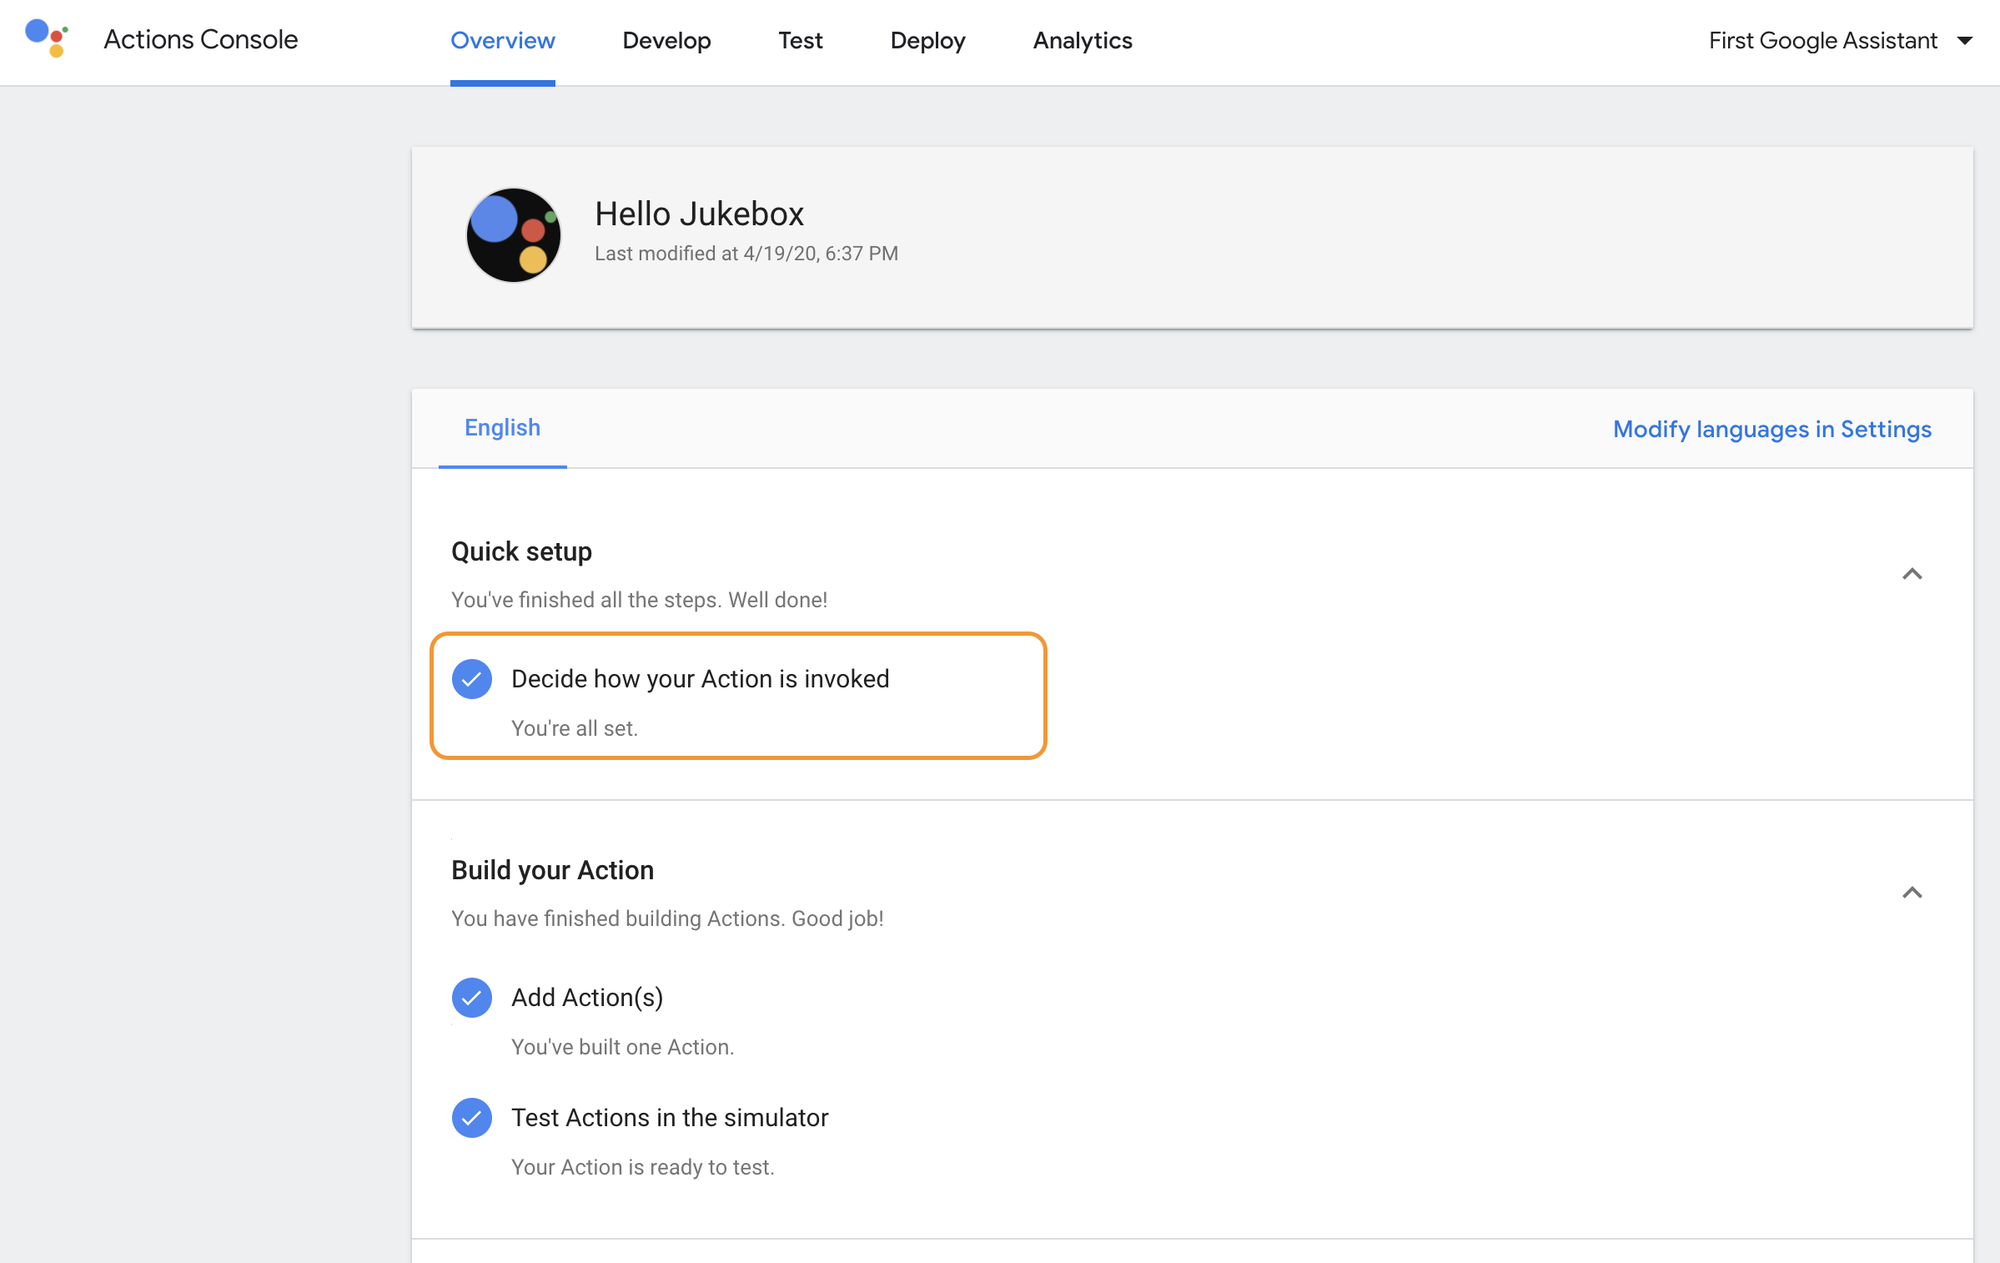 Actions Console
Overview
Develop
Test
Deploy
Analytics
First Google Assistant
Hello Jukebox
Last modified at 4/19/20, 6:37 PM
English
Modify languages in Settings
Quick setup
You've finished all the steps. Well done!
Decide how your Action is invoked
You're all set.
Build your Action
You have finished building Actions. Good job!
Add Action(s)
You've built one Action.
Test Actions in the simulator
Your Action is ready to test.